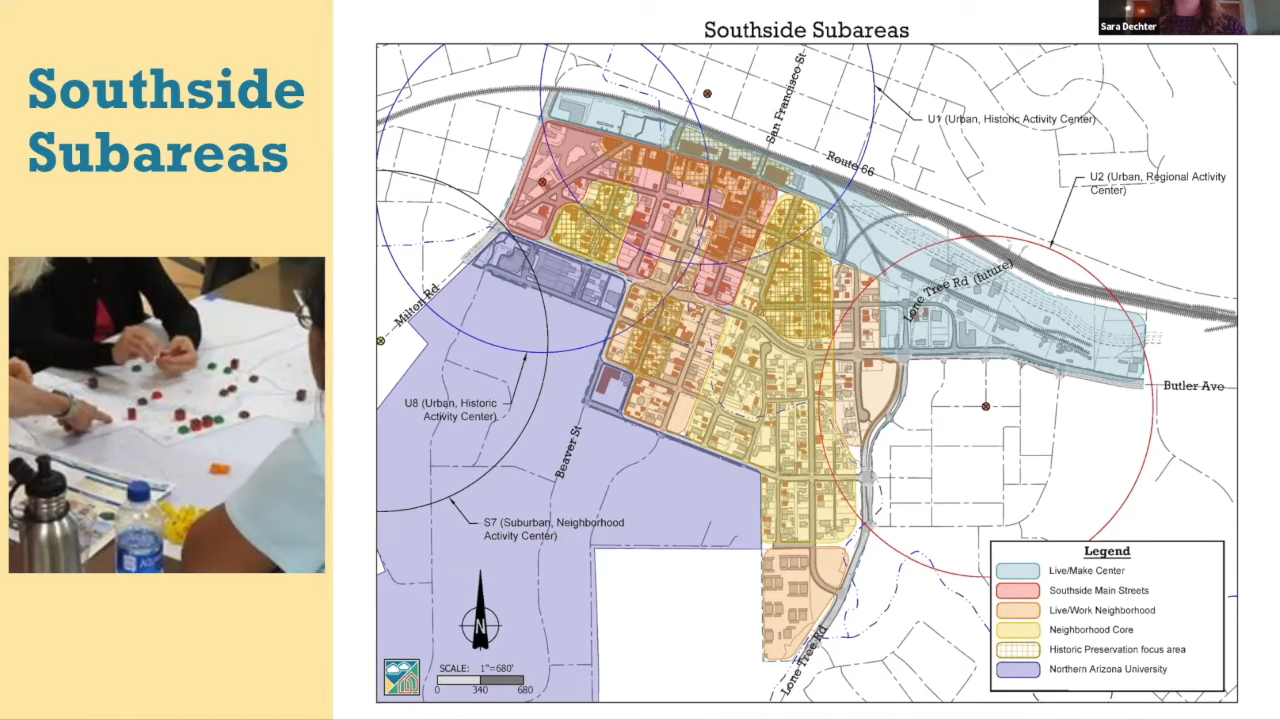 Southside
Subareas
Southside Subareas
Sara Dechter
San Francisco St
U1 (Urban, Historic Activity Center)
Route 66
U2 (Urban, Regional Activity
Center)
Lone Tree Rd (future)
Milton Rd
Butler Ave
U8 (Urban, Historic
Activity Center)
Beaver St
S7 (Suburban, Neighborhood
Activity Center)
Lone Tree Rd
N
SCALE: 1"=680'
0 340 680
Legend
Live/Make Center
Southside Main Streets
Live/Work Neighborhood
Neighborhood Core
Historic Preservation focus area
Northern Arizona University